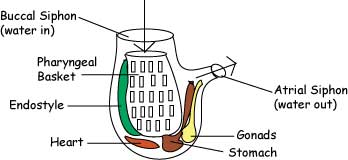 Buccal Siphon
(water in)
Pharyngeal
Basket
Endostyle
Heart
Atrial Siphon
(water out)
Gonads
Stomach